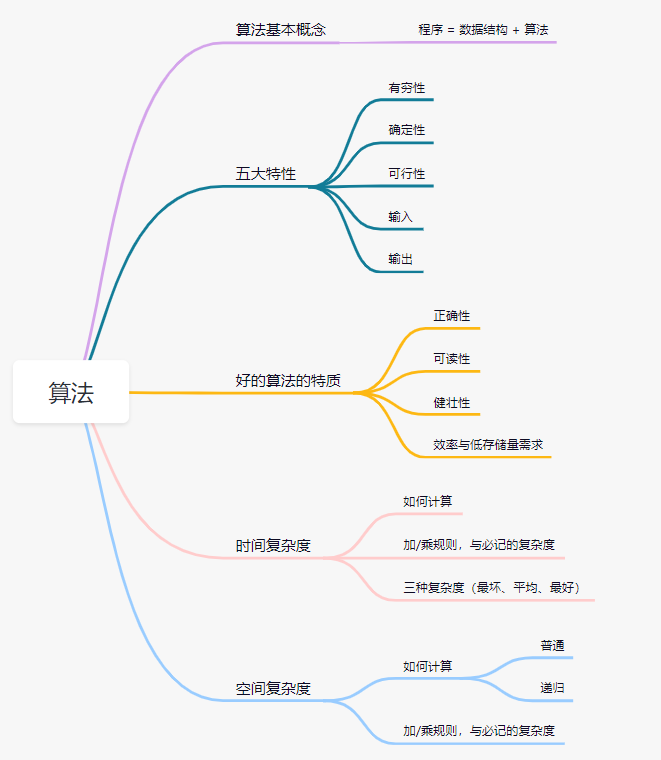 算法
算法基本概念
程序 = 数据结构 + 算法
五大特性
有穷性
确定性
可行性
输入
输出
好的算法的特质
正确性
可读性
健壮性
效率与低存储量需求
时间复杂度
如何计算
加/乘规则，与必记的复杂度
三种复杂度（最坏、平均、最好）
空间复杂度
如何计算
普通
递归
加/乘规则，与必记的复杂度